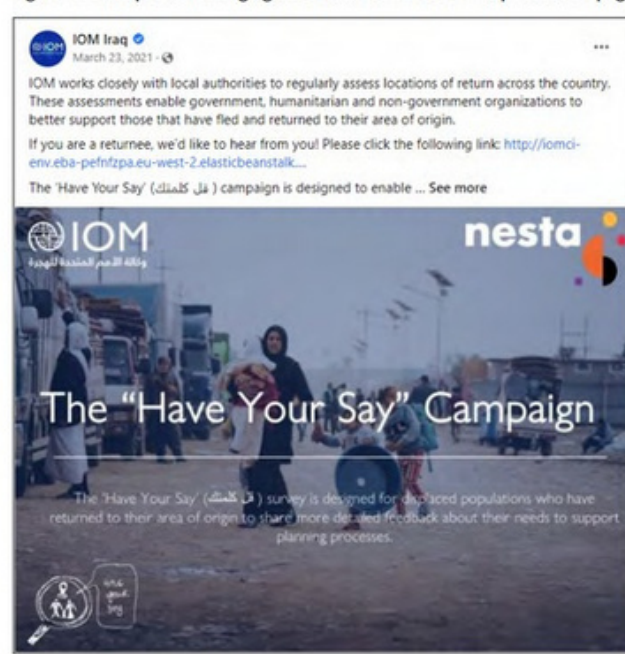 IOM Iraq
March 23, 2021 ·
IOM works closely with local authorities to regularly assess locations of return across the country.
These assessments enable government, humanitarian and non-government organizations to
better support those that have fled and returned to their area of origin.
If you are a returnee, we'd like to hear from you! Please click the following link: http://iomci-
env.eba-pefnfzpa.eu-west-2.elasticbeanstalk....
The 'Have Your Say' (قل كلمتك ) campaign is designed to enable ... See more
IOM
وكالة الأمم المتحدة للهجرة
nesta
The "Have Your Say" Campaign
The 'Have Your Say' (قل كلمتك ) survey is designed for displaced populations who have
returned to their area of origin to share more detailed feedback about their needs to support
planning processes.